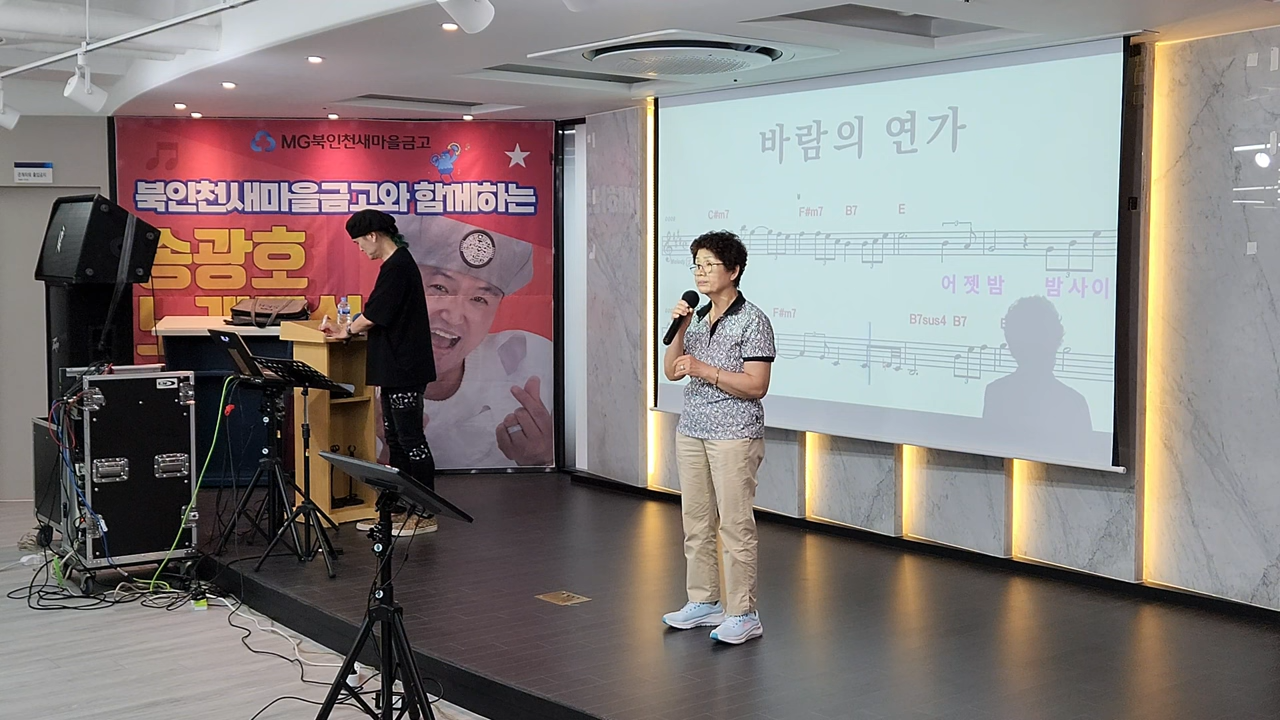 MG북인천새마을금고
북인천새마을금고와 함께하는
송광호
바람의 연가
C#m7 F#m7 B7 E
어젯밤 밤사이
F#m7 B7sus4 B7